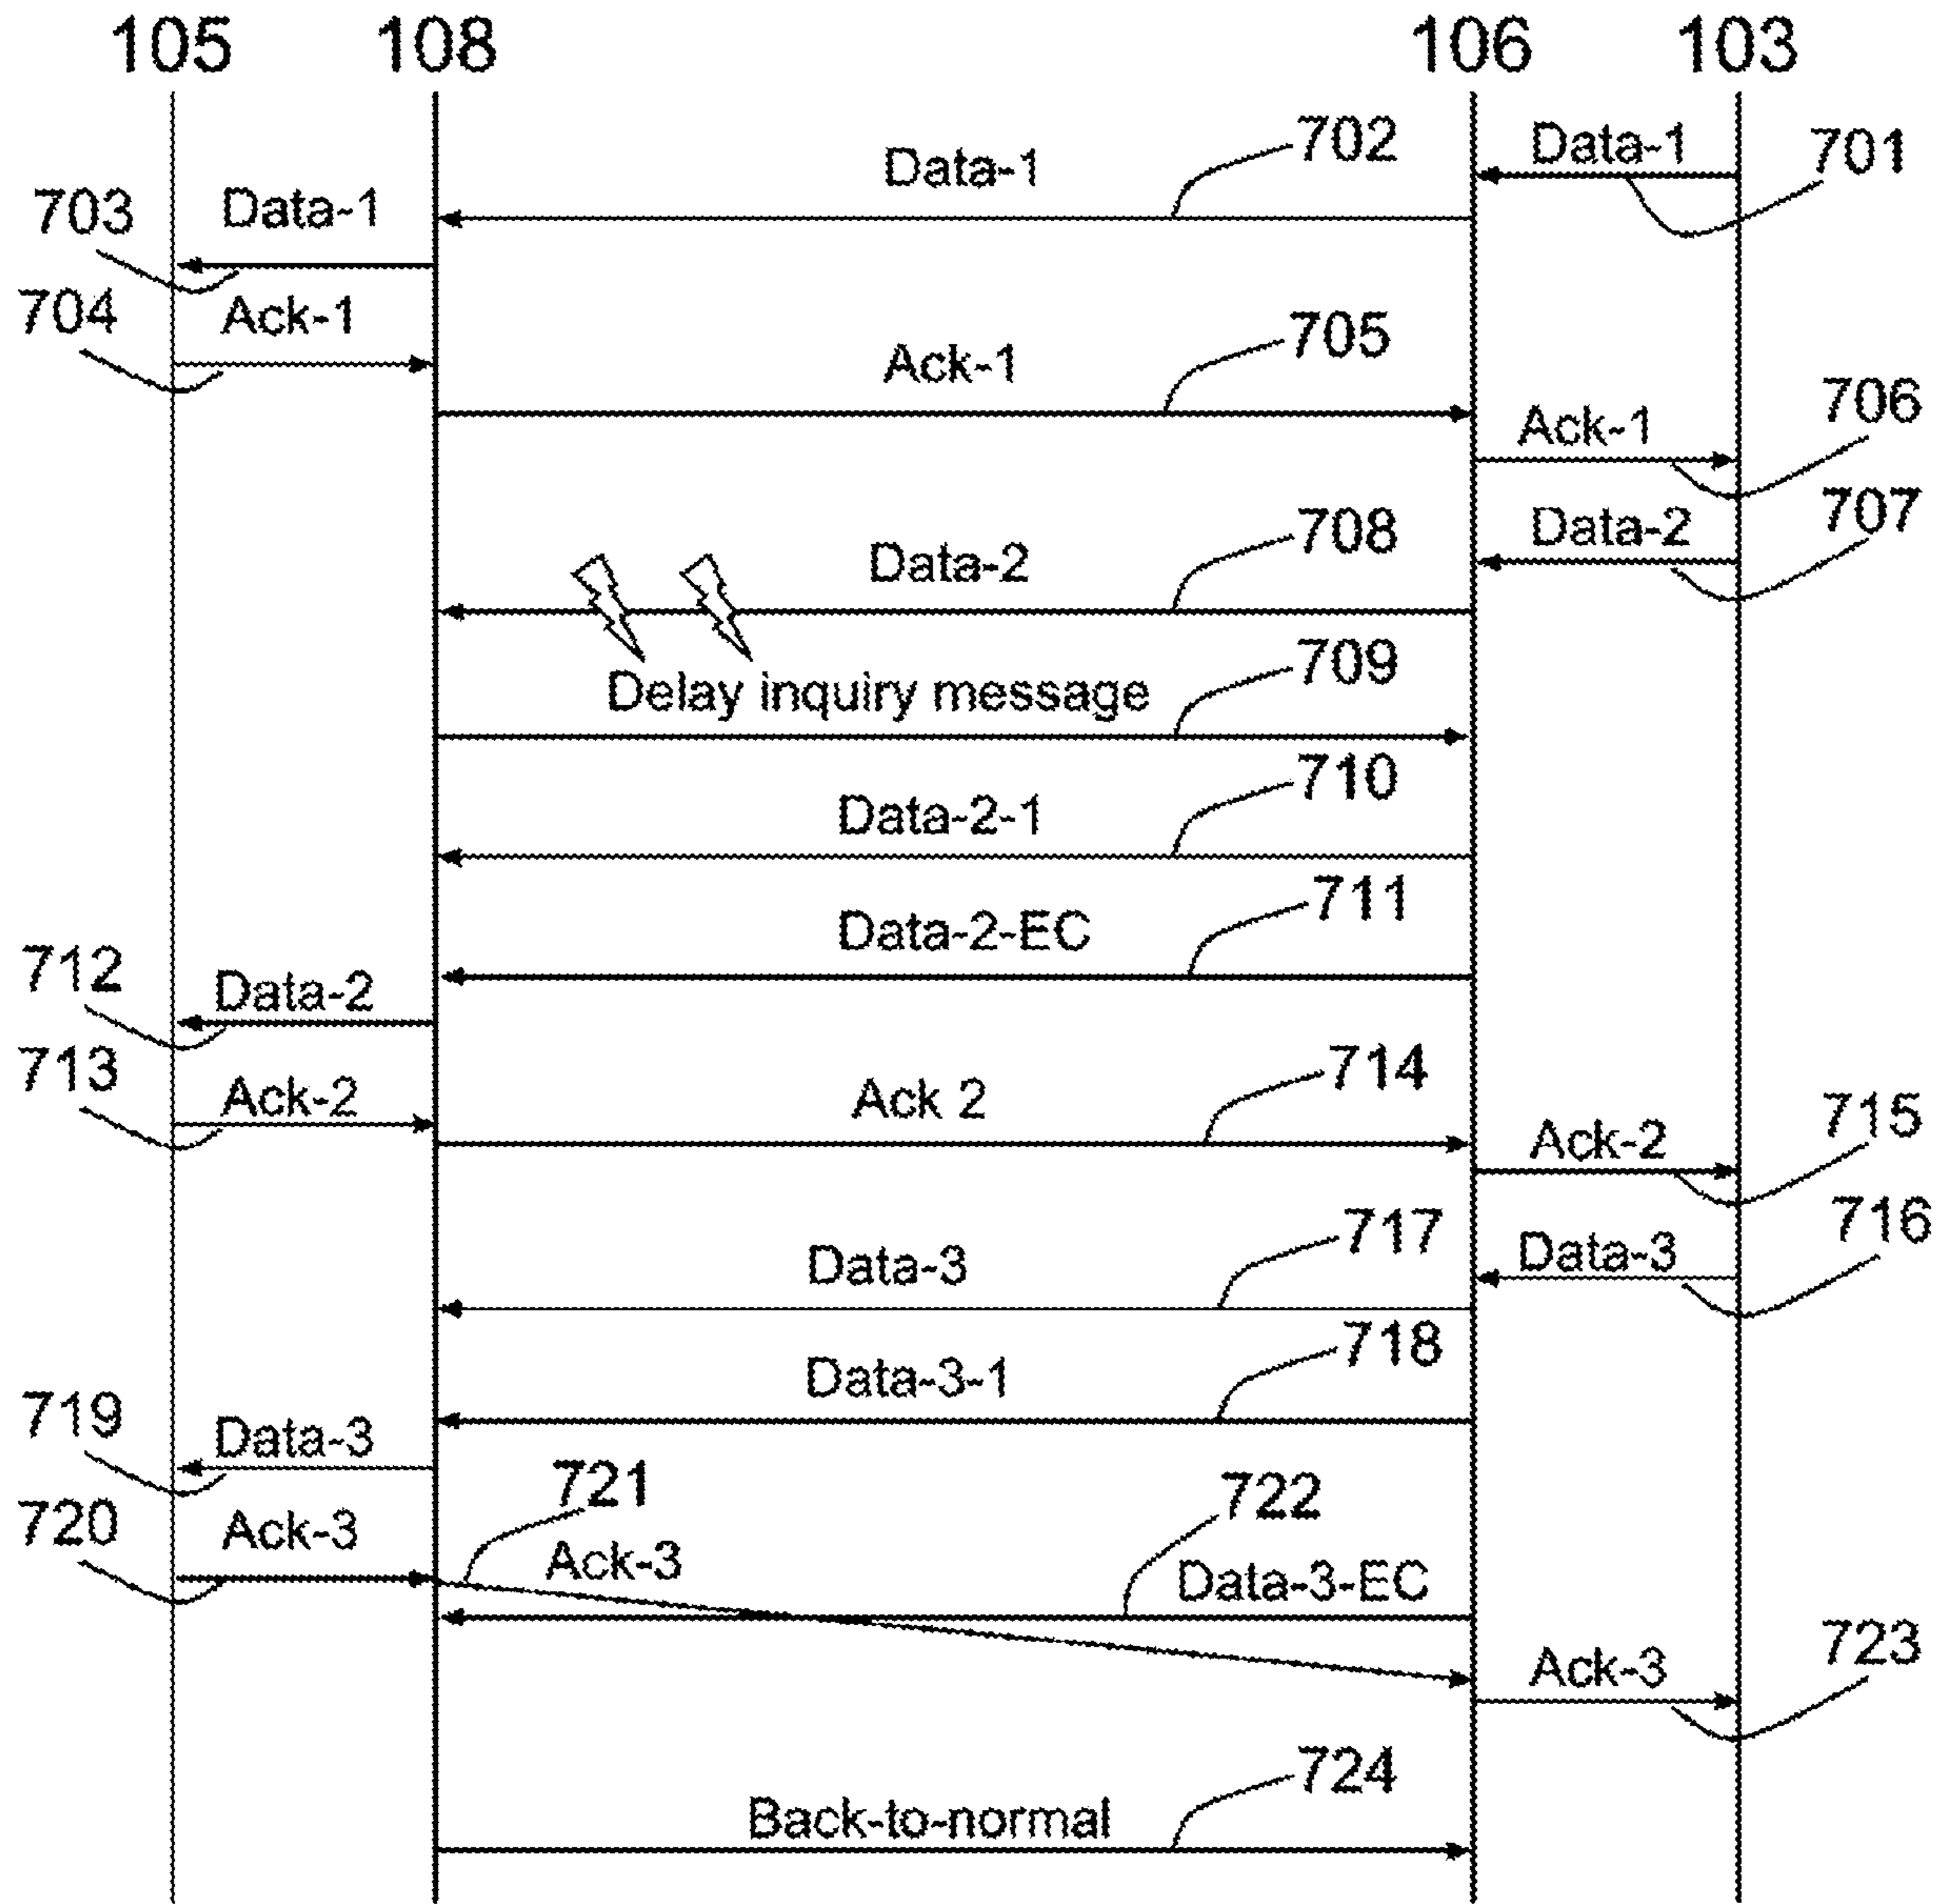 105 108 106 103
702 Data-1 701
Data-1
703 Data-1
704 Ack-1
Ack-1 705
Ack-1 706
707
708 Data-2
Data-2
709
Delay inquiry message
710
Data-2-1
711
Data-2-EC
712 Data-2
713 Ack-2 Ack 2 714
Ack-2 715
717 716
Data-3 Data-3
718
Data-3-1
719 Data-3
721 722
720 Ack-3 Ack-3 Data-3-EC
Ack-3 723
724
Back-to-normal